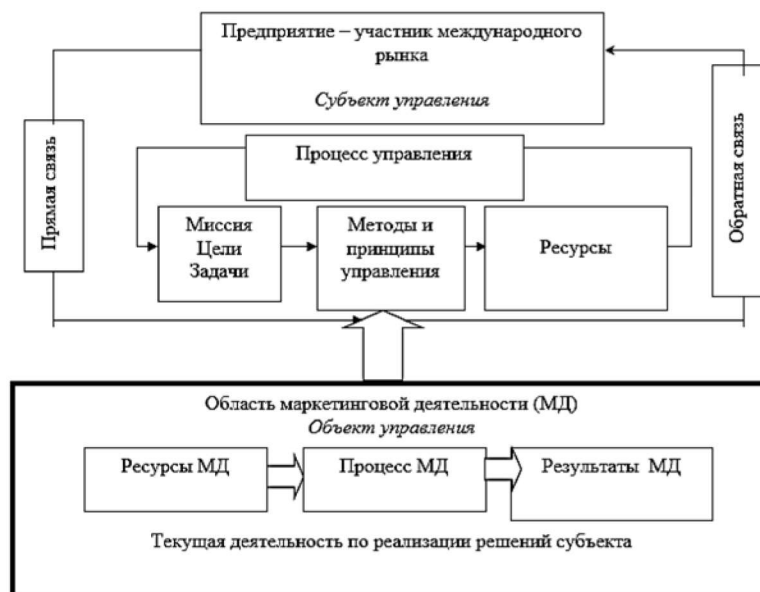 Предприятие – участник международного
рынка
Субъект управления
Прямая связь
Обратная связь
Процесс управления
Миссия
Цели
Задачи
Методы и
принципы
управления
Ресурсы
Область маркетинговой деятельности (МД)
Объект управления
Ресурсы МД
Процесс МД
Результаты МД
Текущая деятельность по реализации решений субъекта